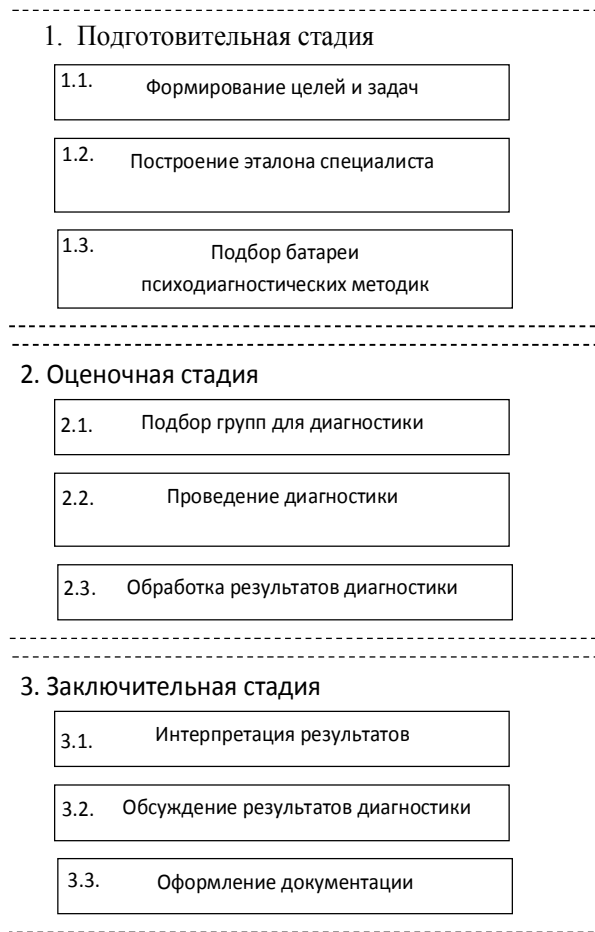 1. Подготовительная стадия
1.1. Формирование целей и задач
1.2. Построение эталона специалиста
1.3. Подбор батареи
психодиагностических методик
2. Оценочная стадия
2.1. Подбор групп для диагностики
2.2. Проведение диагностики
2.3. Обработка результатов диагностики
3. Заключительная стадия
3.1. Интерпретация результатов
3.2. Обсуждение результатов диагностики
3.3. Оформление документации